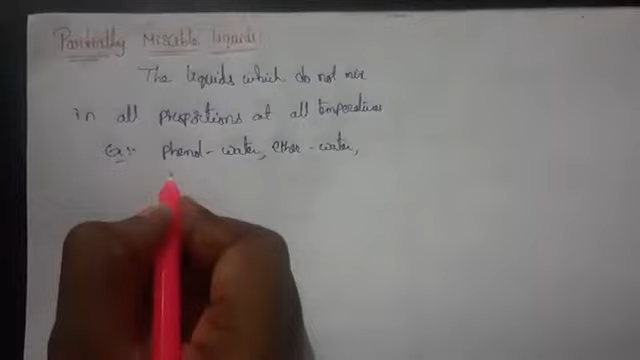 Partially Miscible liquids
The liquids which do not mix
in all proportions at all temperatures
Ex:- phenol - water, ether - water,